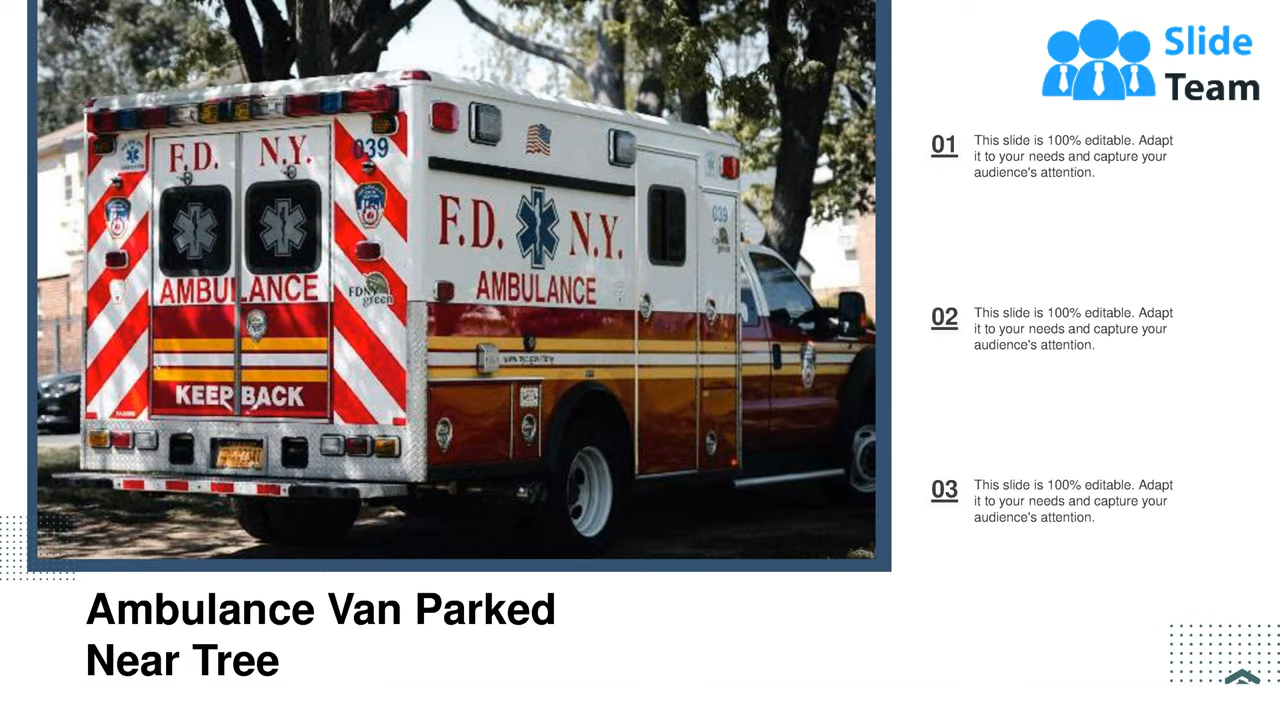 F.D. N.Y.
039
AMBULANCE
FDNY
green
KEEP BACK
F.D. N.Y.
AMBULANCE
039
Slide
Team
01
This slide is 100% editable. Adapt
it to your needs and capture your
audience's attention.
02
This slide is 100% editable. Adapt
it to your needs and capture your
audience's attention.
03
This slide is 100% editable. Adapt
it to your needs and capture your
audience's attention.
Ambulance Van Parked
Near Tree